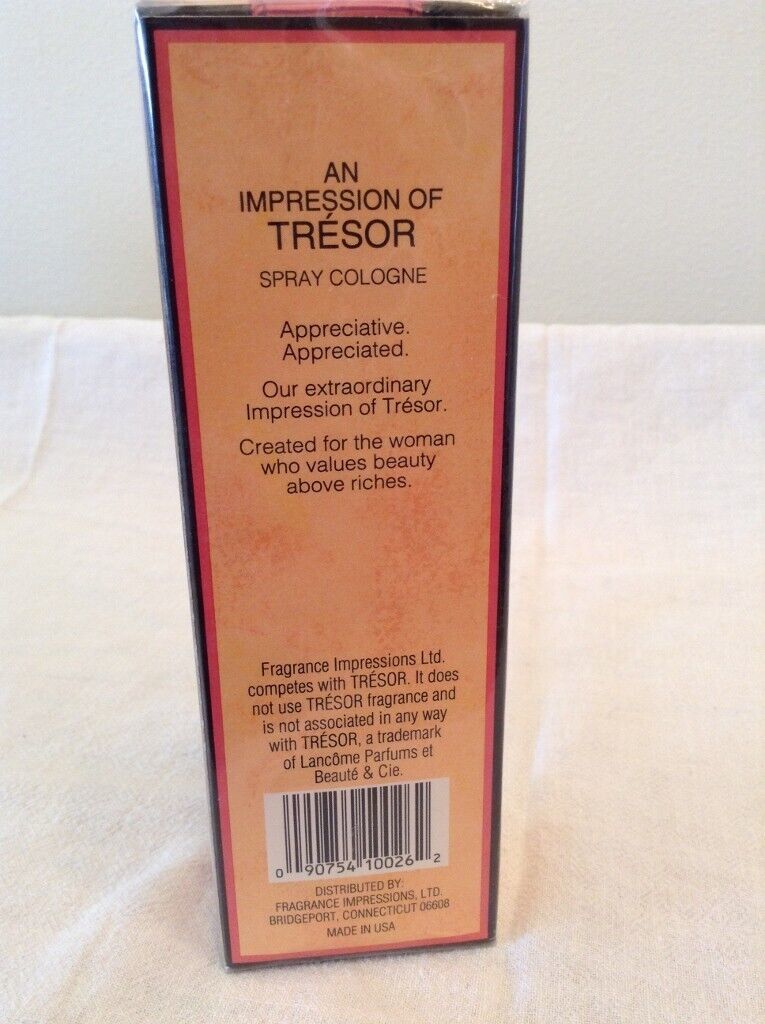 AN
IMPRESSION OF
TRÉSOR
SPRAY COLOGNE
Appreciative.
Appreciated.
Our extraordinary
Impression of Trésor.
Created for the woman
who values beauty
above riches.
Fragrance Impressions Ltd.
competes with TRÉSOR. It does
not use TRÉSOR fragrance and
is not associated in any way
with TRÉSOR, a trademark
of Lancôme Parfums et
Beauté & Cie.
0 90754 10026 2
DISTRIBUTED BY:
FRAGRANCE IMPRESSIONS, LTD.
BRIDGEPORT, CONNECTICUT 06608
MADE IN USA